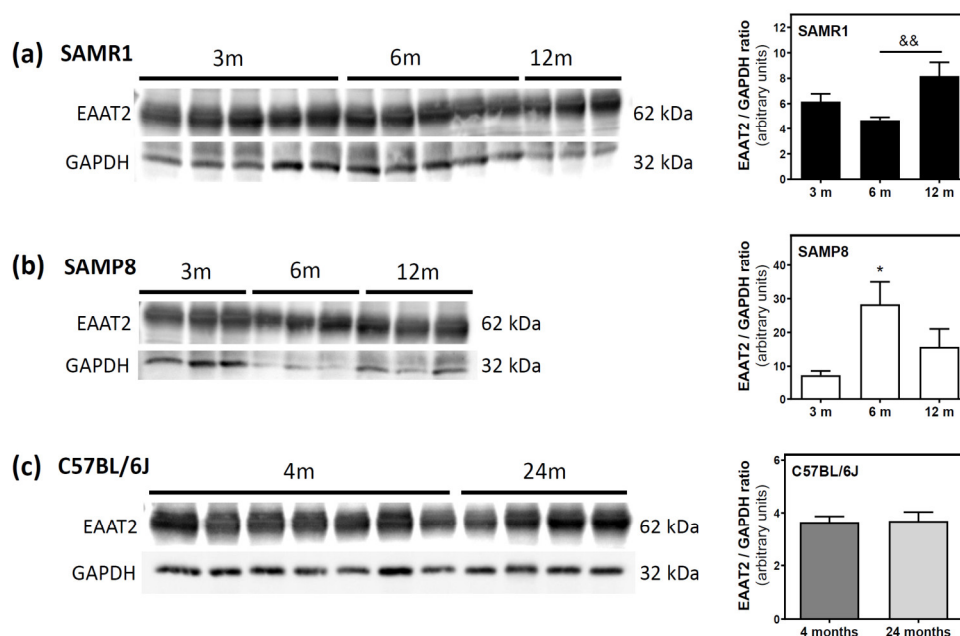 (a) SAMR1
3m 6m 12m
EAAT2 62 kDa
GAPDH 32 kDa
EAAT2 / GAPDH ratio
(arbitrary units)
SAMR1
&&
12
10
8
6
4
2
0
3 m 6 m 12 m
(b) SAMP8
3m 6m 12m
EAAT2 62 kDa
GAPDH 32 kDa
EAAT2 / GAPDH ratio
(arbitrary units)
SAMP8
*
40
30
20
10
0
3 m 6 m 12 m
(c) C57BL/6J
4m 24m
EAAT2 62 kDa
GAPDH 32 kDa
EAAT2 / GAPDH ratio
(arbitrary units)
C57BL/6J
6
4
2
0
4 months 24 months